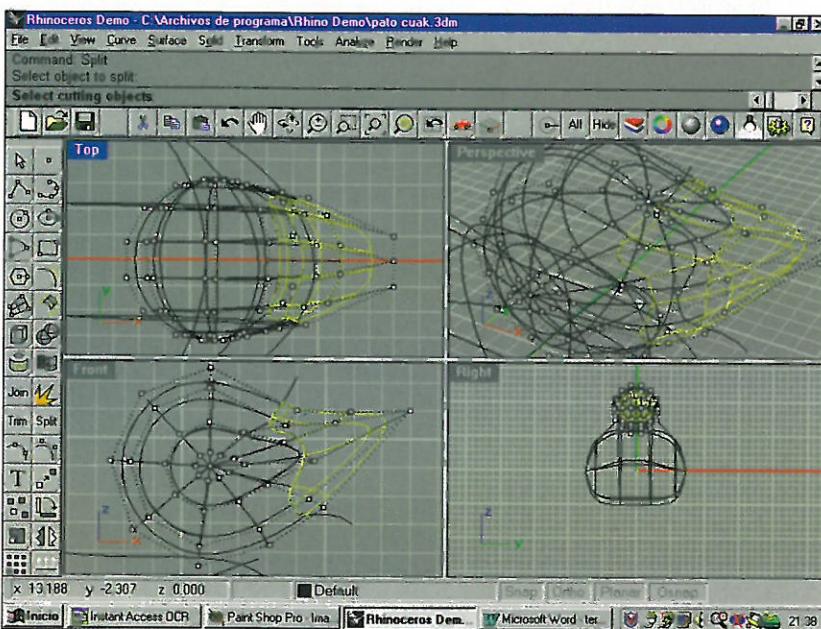 Rhinoceros Demo - C:\Archivos de programa\Rhino Demo\pato cuak.3dm
File Edit View Curve Surface Solid Transform Tools Analyze Render Help
Command: Split
Select object to split:
Select cutting objects
All Hide
Top
Perspective
y
x
z
x
Front
Right
Join
Trim Split
T
z
x
z
y
x 13.188 y -2.307 z 0.000 Default Snap Ortho Planar Osnap
Inicio Instant Access OCR Paint Shop Pro - Ima Rhinoceros Dem... Microsoft Word ter 21:38